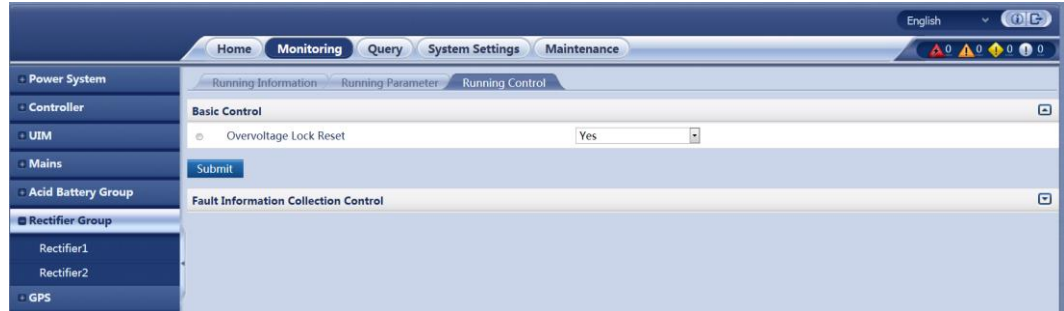 English
Home Monitoring Query System Settings Maintenance
0 0 0 0
Power System
Controller
UIM
Mains
Acid Battery Group
Rectifier Group
Rectifier1
Rectifier2
GPS
Running Information Running Parameter Running Control
Basic Control
Overvoltage Lock Reset Yes
Submit
Fault Information Collection Control